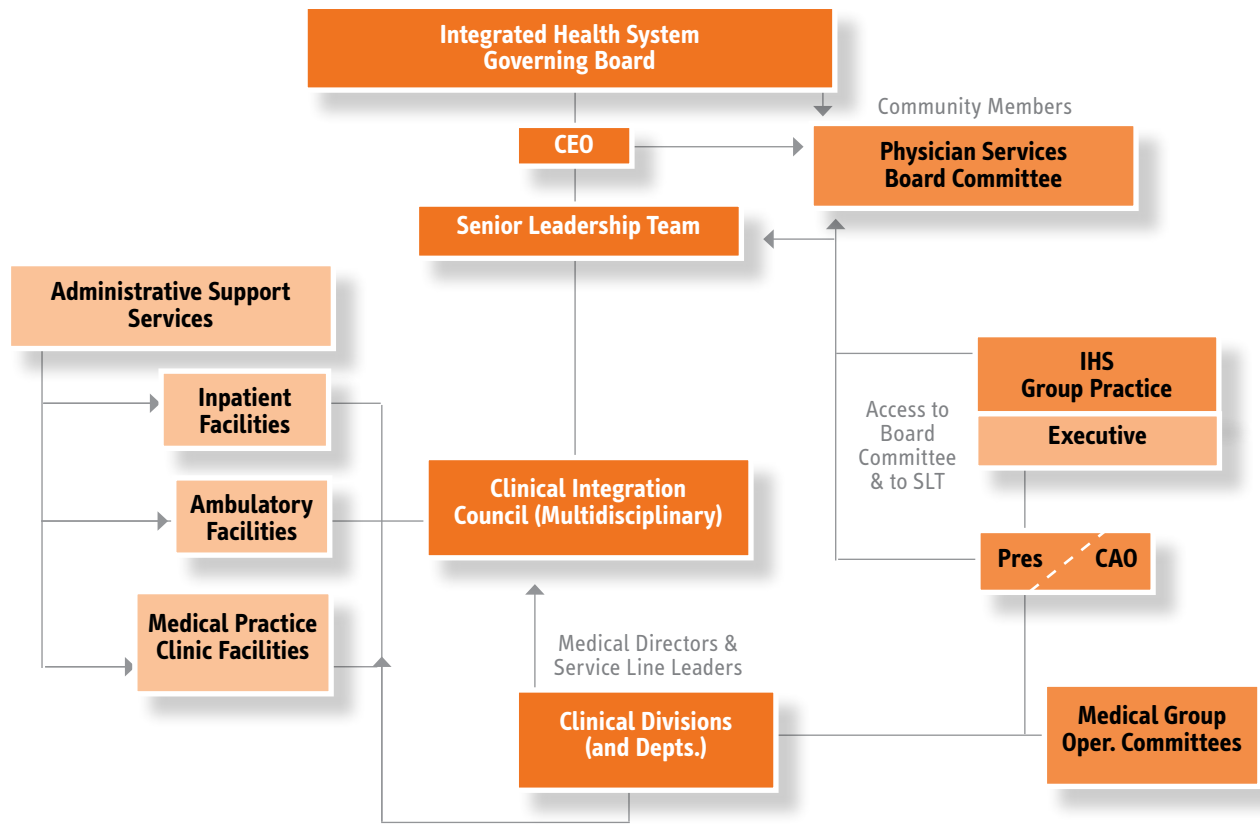 Integrated Health System
Governing Board
Community Members
CEO
Physician Services
Board Committee
Senior Leadership Team
Administrative Support
Services
Inpatient
Facilities
Ambulatory
Facilities
Medical Practice
Clinic Facilities
Clinical Integration
Council (Multidisciplinary)
Access to
Board
Committee
& to SLT
IHS
Group Practice
Executive
Pres
CAO
Medical Directors &
Service Line Leaders
Clinical Divisions
(and Depts.)
Medical Group
Oper. Committees